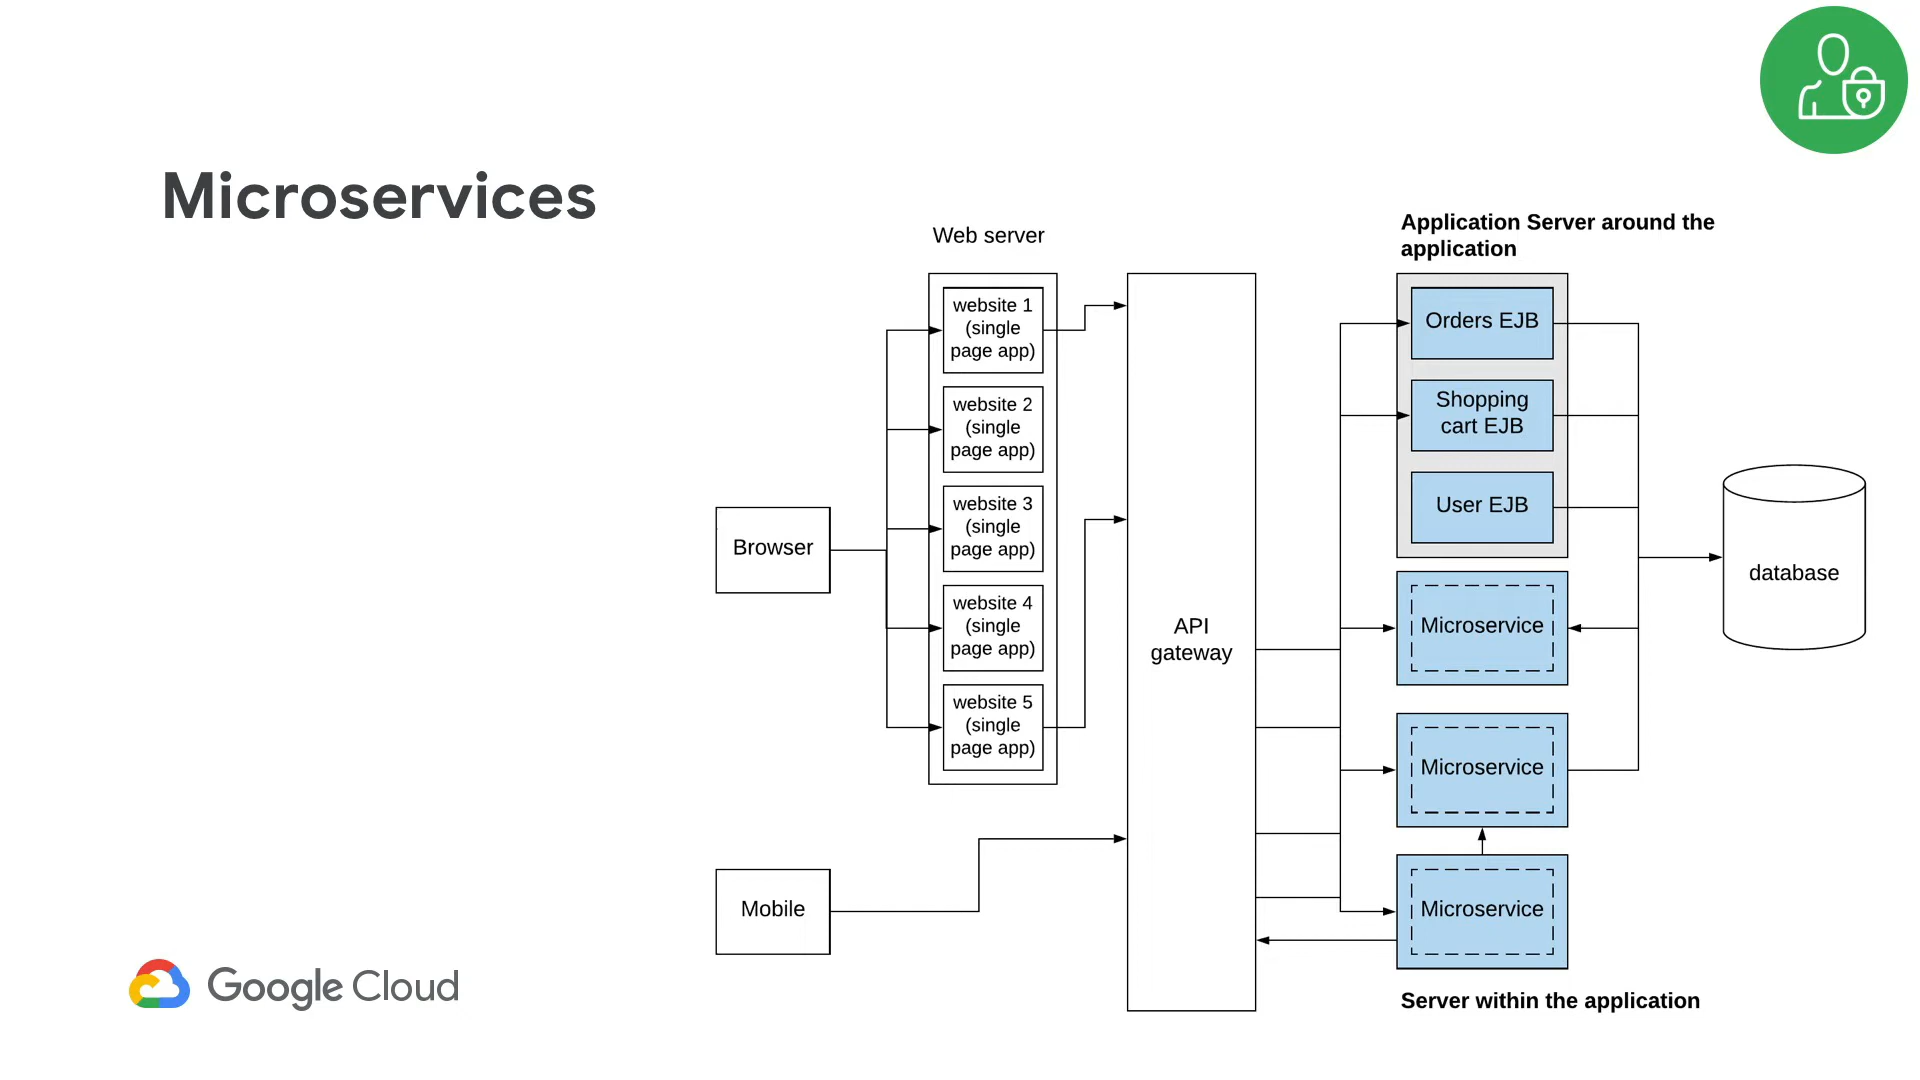 Microservices
Web server
website 1
(single
page app)
website 2
(single
page app)
website 3
(single
page app)
website 4
(single
page app)
website 5
(single
page app)
Browser
Mobile
API
gateway
Application Server around the
application
Orders EJB
Shopping
cart EJB
User EJB
Microservice
Microservice
Microservice
Server within the application
database
Google Cloud